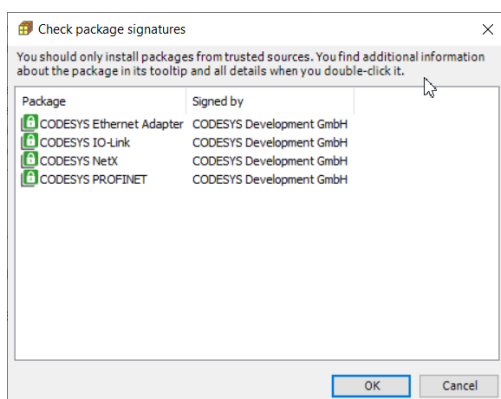 Check package signatures
You should only install packages from trusted sources. You find additional information
about the package in its tooltip and all details when you double-click it.
Package Signed by
CODESYS Ethernet Adapter CODESYS Development GmbH
CODESYS IO-Link CODESYS Development GmbH
CODESYS NetX CODESYS Development GmbH
CODESYS PROFINET CODESYS Development GmbH
OK Cancel